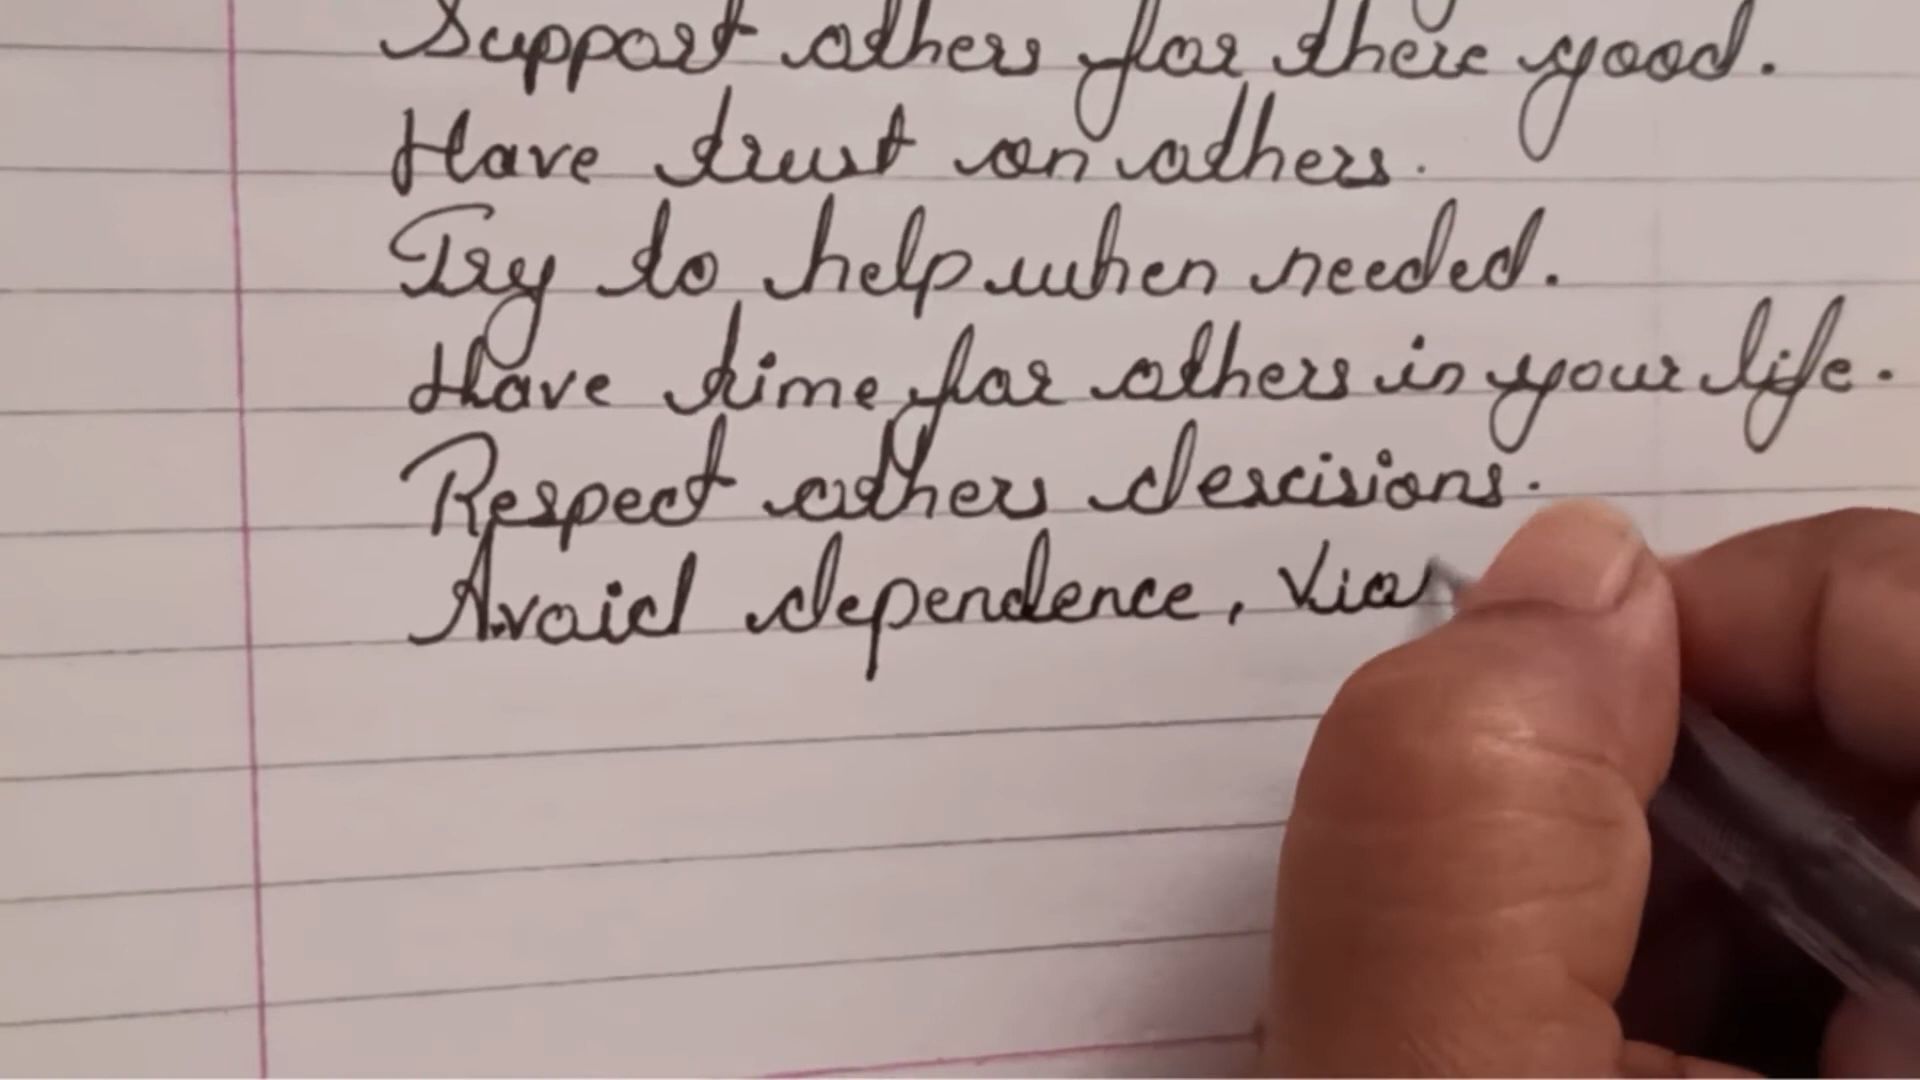 Support others for there good.
Have trust on others.
Try to help when needed.
Have time for others in your life.
Respect others descisions.
Avoid dependence,